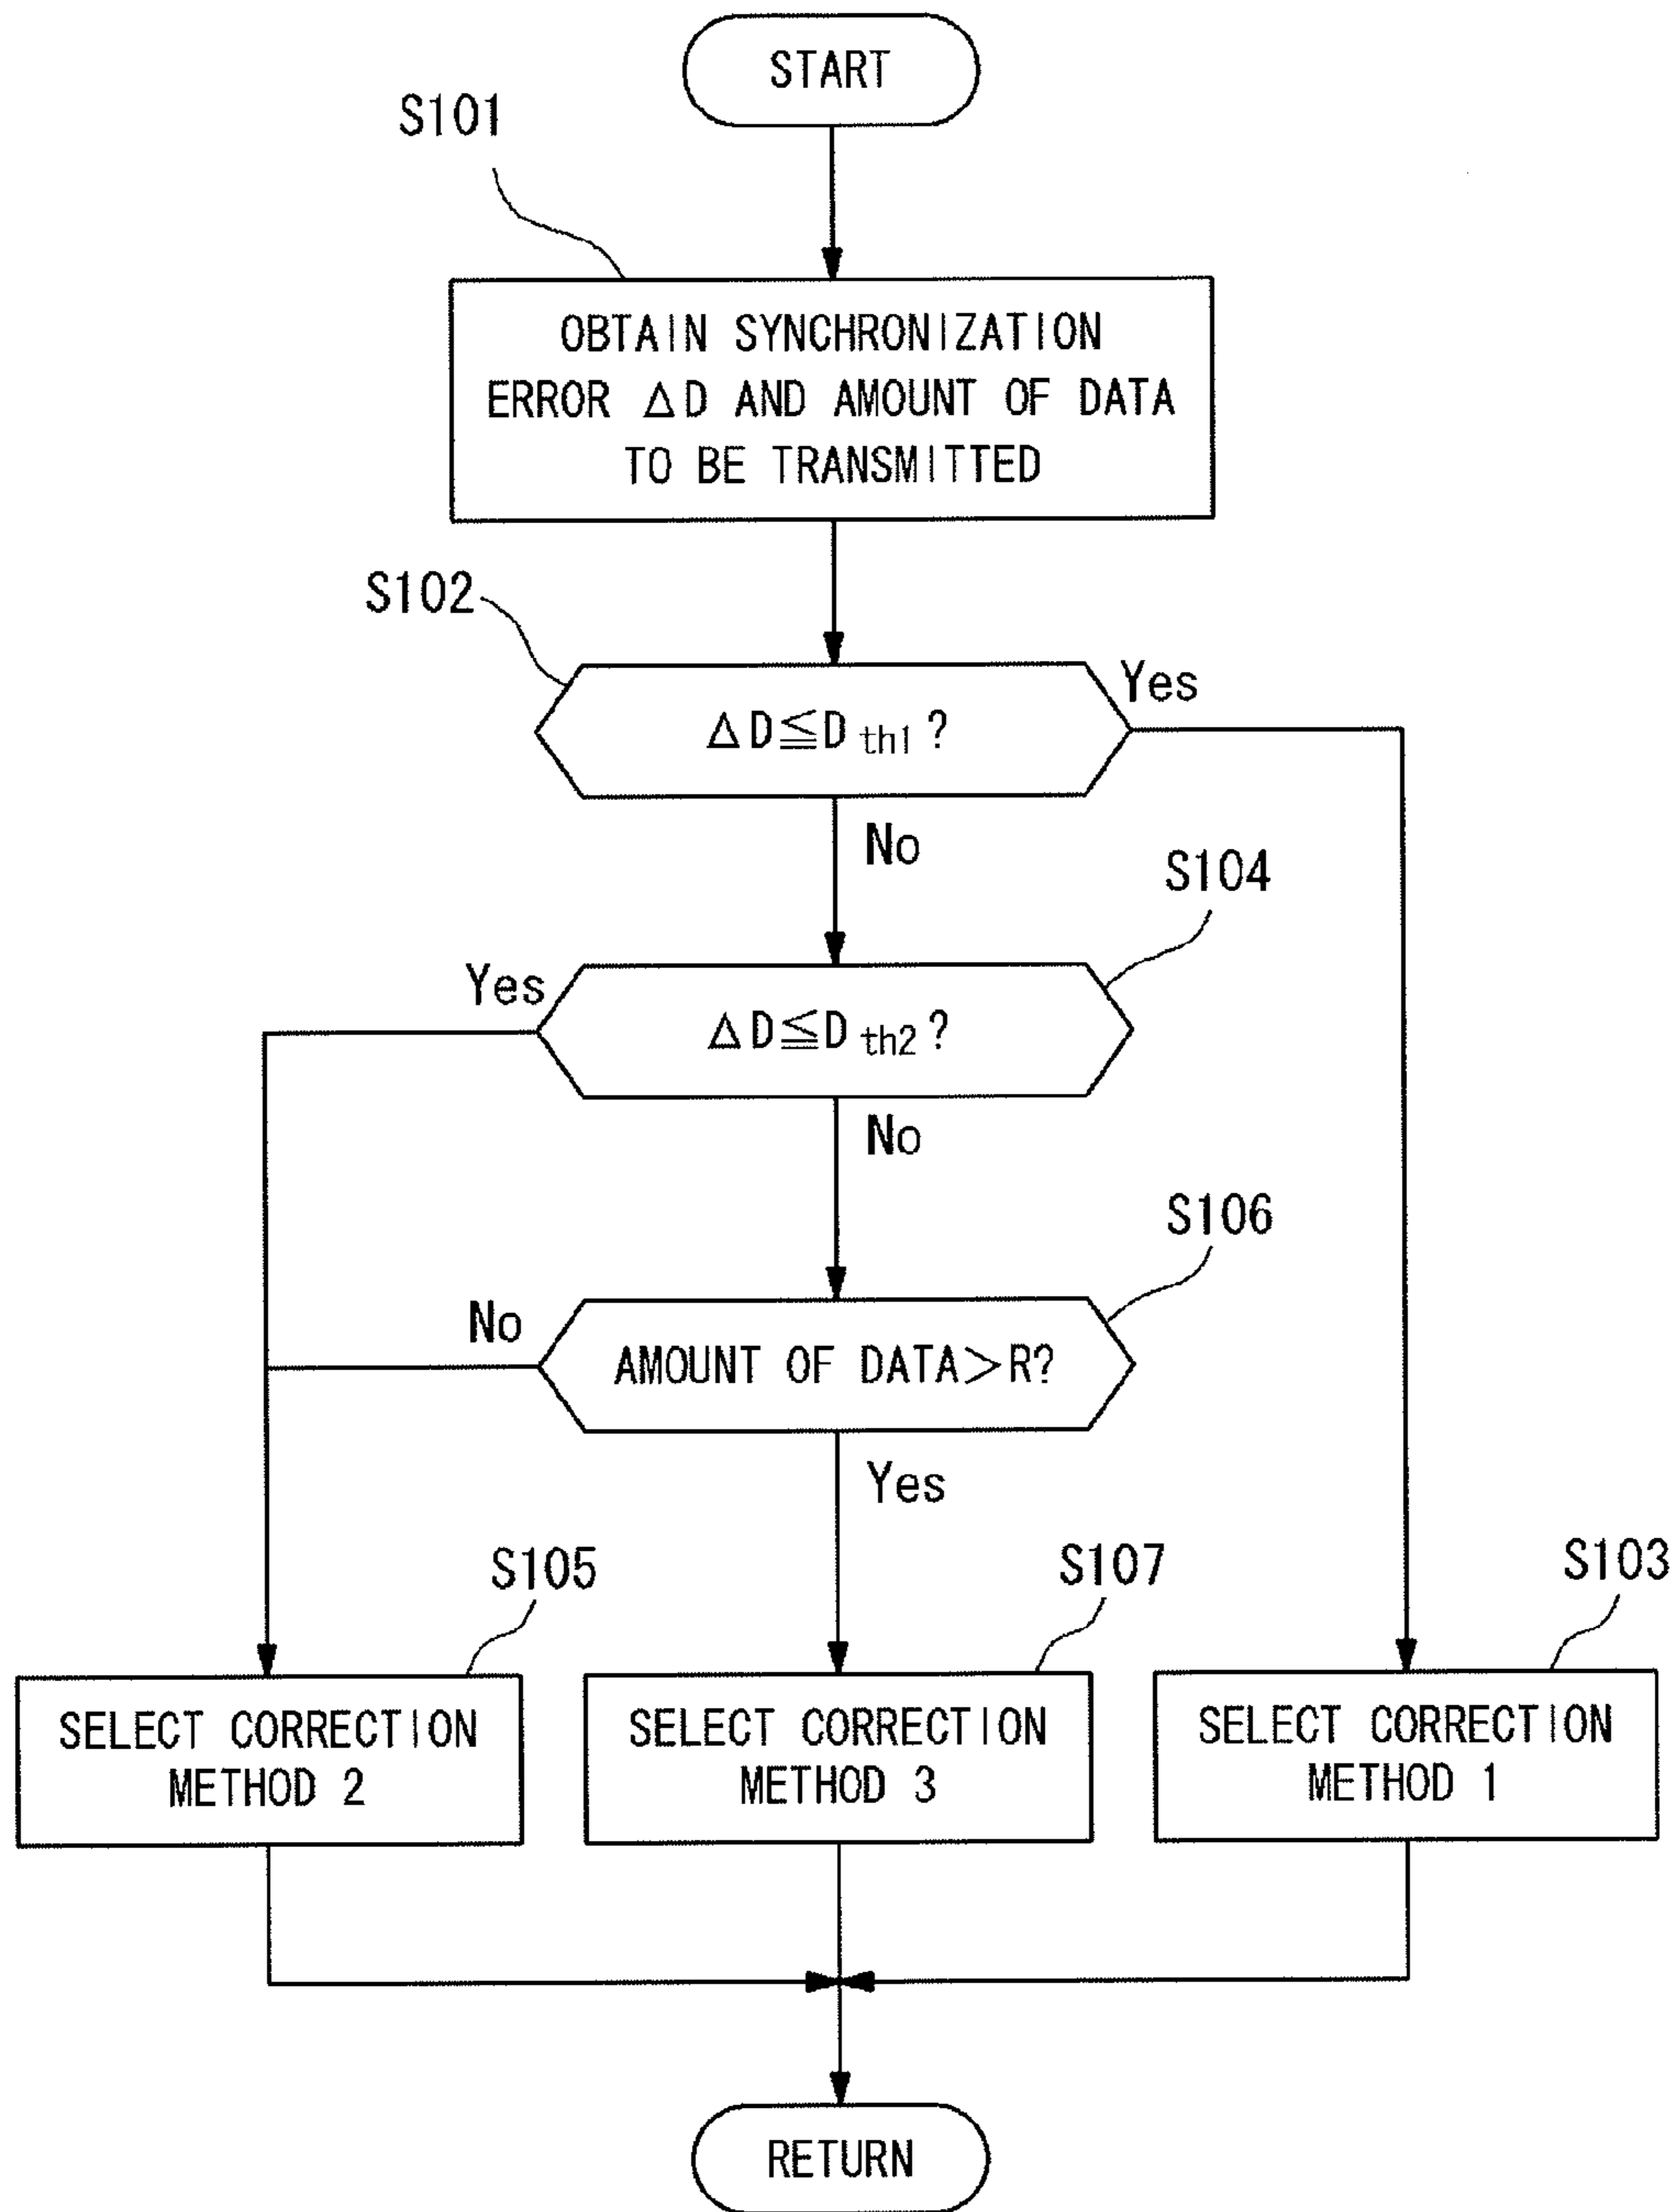 START
S101
OBTAIN SYNCHRONIZATION
ERROR ΔD AND AMOUNT OF DATA
TO BE TRANSMITTED
S102
ΔD≦Dth1?
Yes
No
S104
Yes
ΔD≦Dth2?
No
S106
No
AMOUNT OF DATA>R?
Yes
S105
S107
S103
SELECT CORRECTION
METHOD 2
SELECT CORRECTION
METHOD 3
SELECT CORRECTION
METHOD 1
RETURN